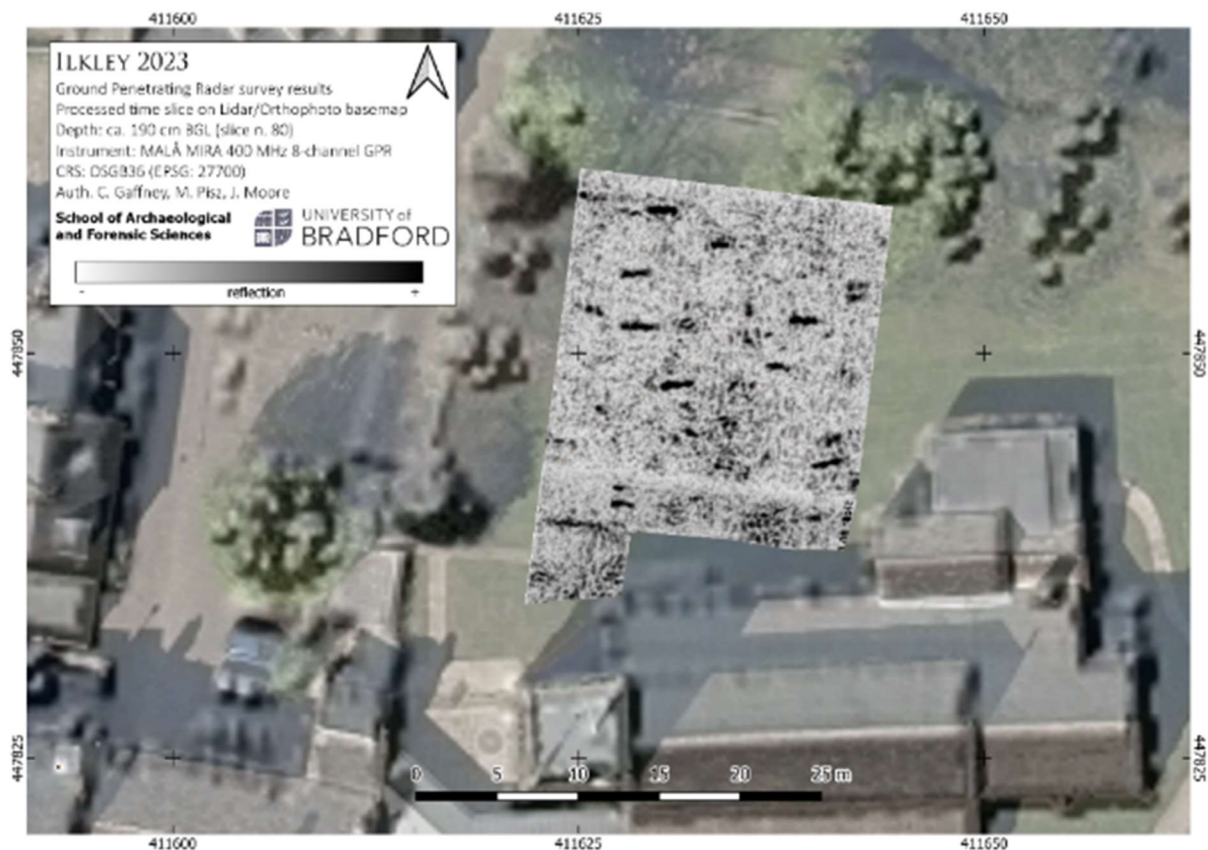 411600 411625 411650
ILKLEY 2023
Ground Penetrating Radar survey results
Processed time slice on Lidar/Orthophoto basemap
Depth: ca. 190 cm BGL (slice n. 80)
Instrument: MALÅ MIRA 400 MHz 8-channel GPR
CRS: OSGB36 (EPSG: 27700)
Auth. C. Gaffney, M. Pisz, J. Moore
School of Archaeological
and Forensic Sciences
UNIVERSITY of
BRADFORD
- reflection +
447850 447850
447825 447825
0 5 10 15 20 25 m
411600 411625 411650